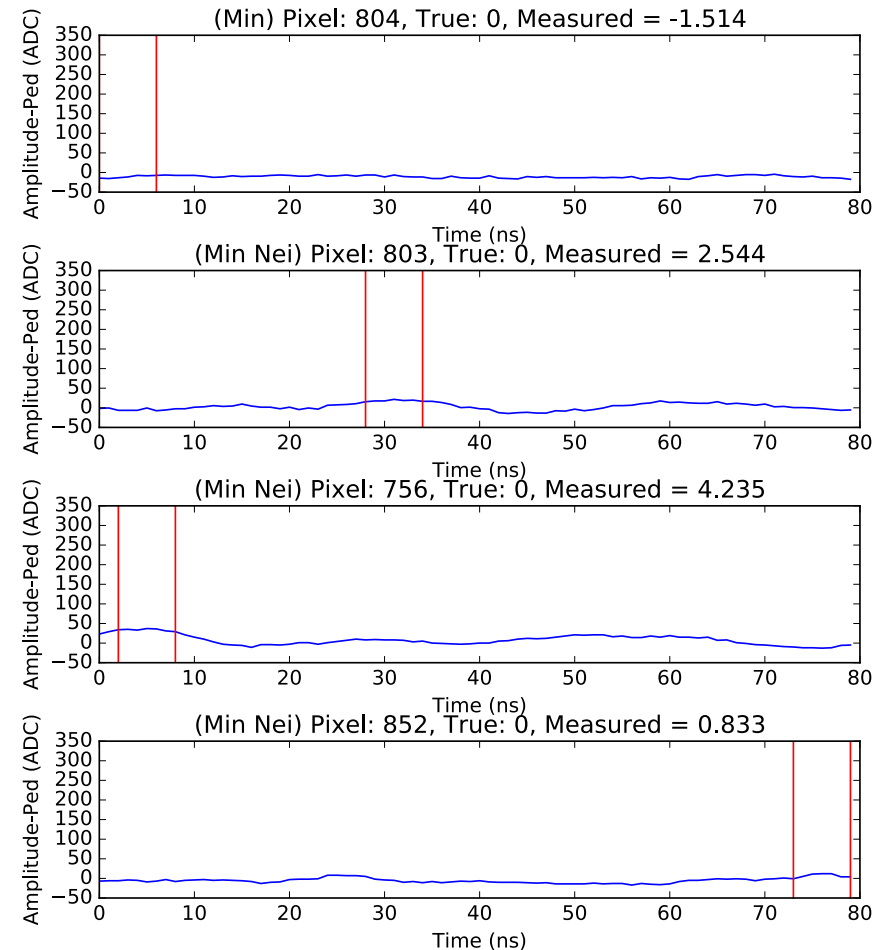 (Min) Pixel: 804, True: 0, Measured = -1.514
Amplitude-Ped (ADC)
350
300
250
200
150
100
50
0
−50
0 10 20 30 40 50 60 70 80
Time (ns)
(Min Nei) Pixel: 803, True: 0, Measured = 2.544
Amplitude-Ped (ADC)
350
300
250
200
150
100
50
0
−50
0 10 20 30 40 50 60 70 80
Time (ns)
(Min Nei) Pixel: 756, True: 0, Measured = 4.235
Amplitude-Ped (ADC)
350
300
250
200
150
100
50
0
−50
0 10 20 30 40 50 60 70 80
Time (ns)
(Min Nei) Pixel: 852, True: 0, Measured = 0.833
Amplitude-Ped (ADC)
350
300
250
200
150
100
50
0
−50
0 10 20 30 40 50 60 70 80
Time (ns)